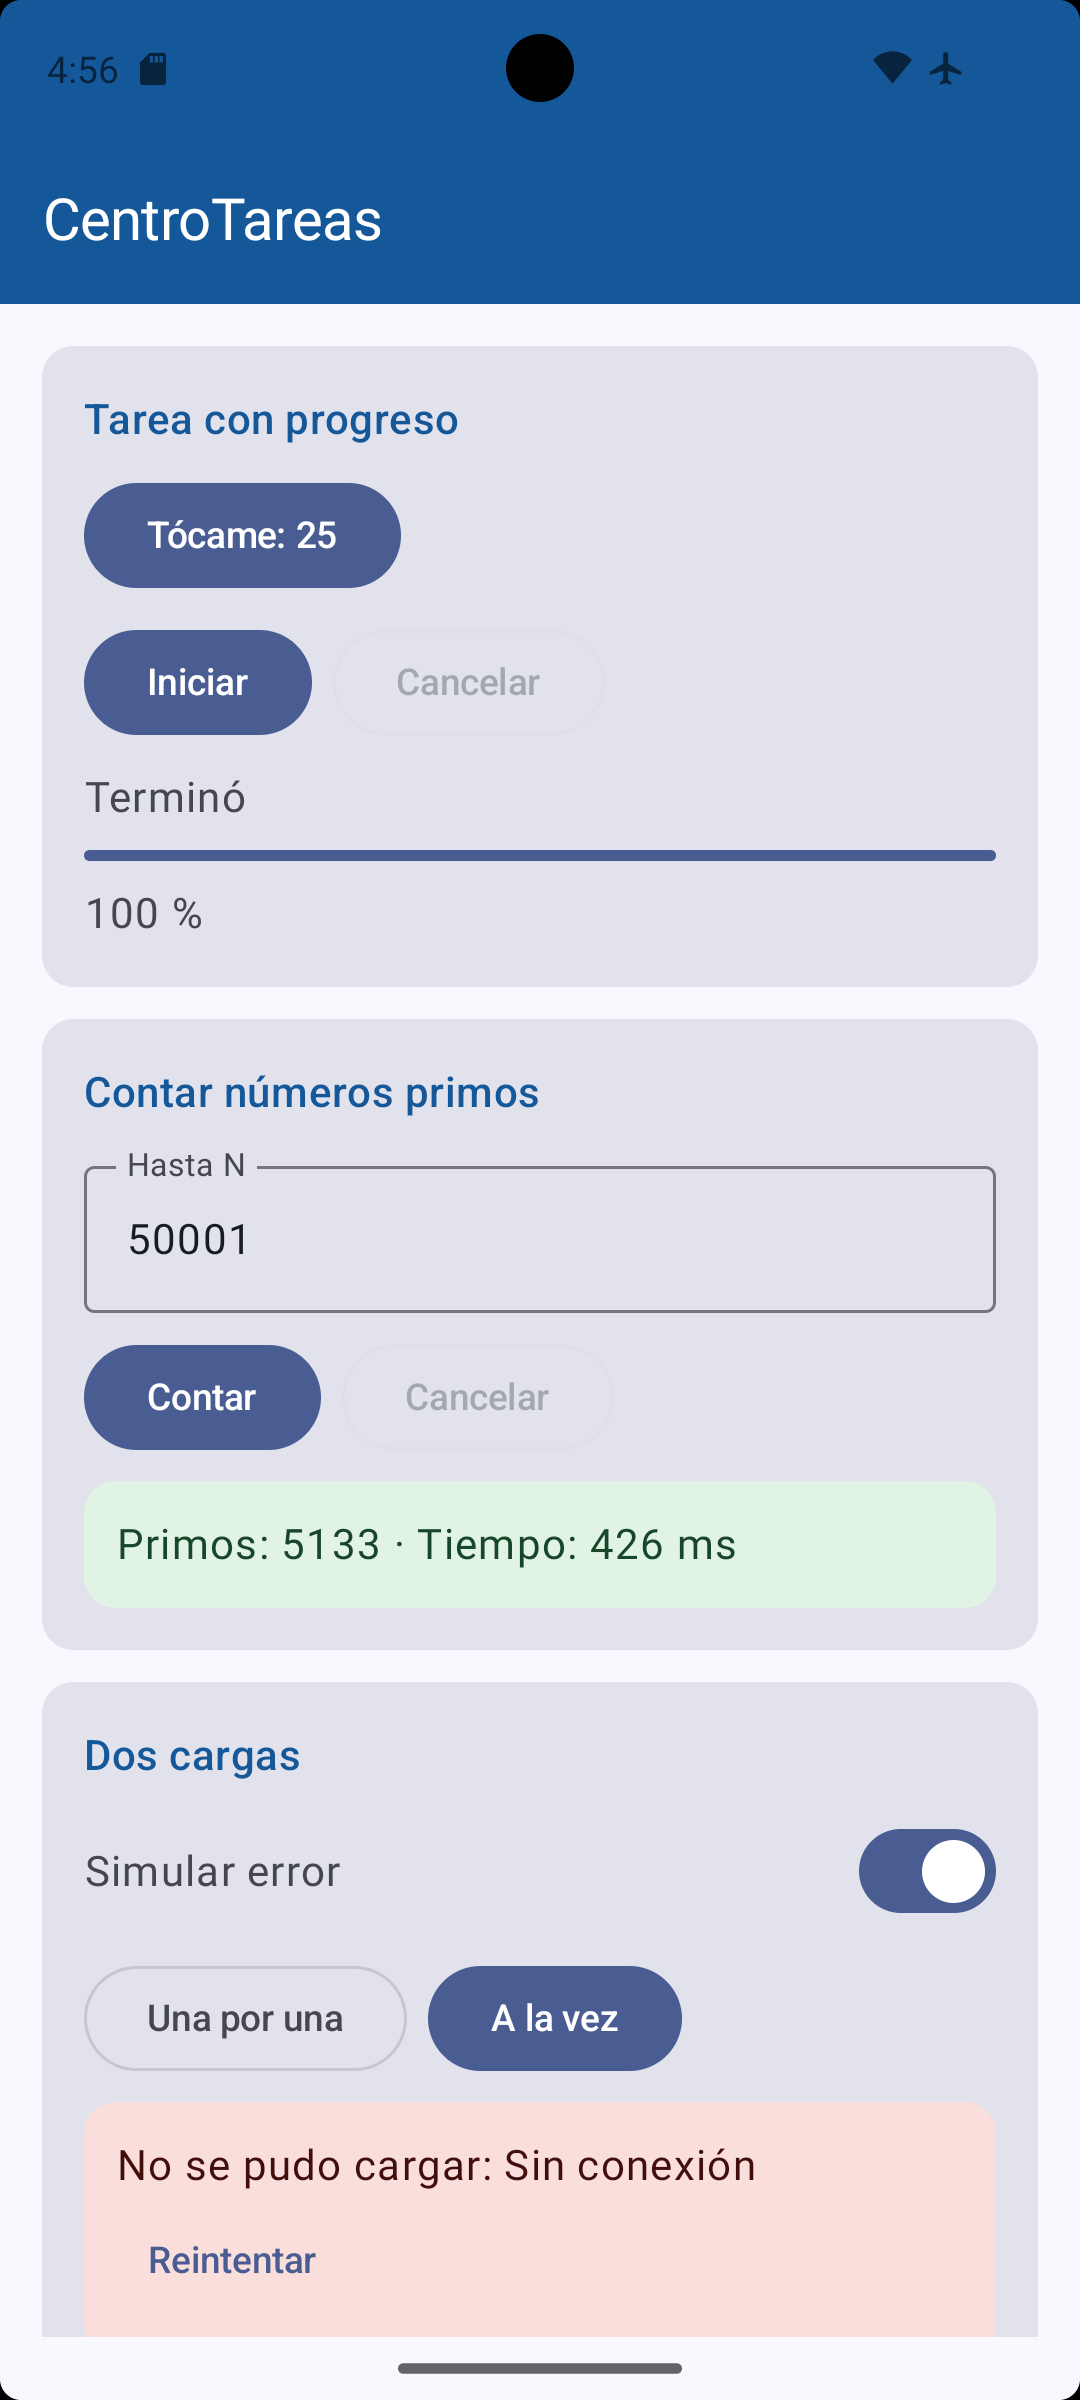 4:56
CentroTareas
Tarea con progreso
Tócame: 25
Iniciar
Cancelar
Terminó
100 %
Contar números primos
Hasta N
50001
Contar
Cancelar
Primos: 5133 · Tiempo: 426 ms
Dos cargas
Simular error
Una por una
A la vez
No se pudo cargar: Sin conexión
Reintentar